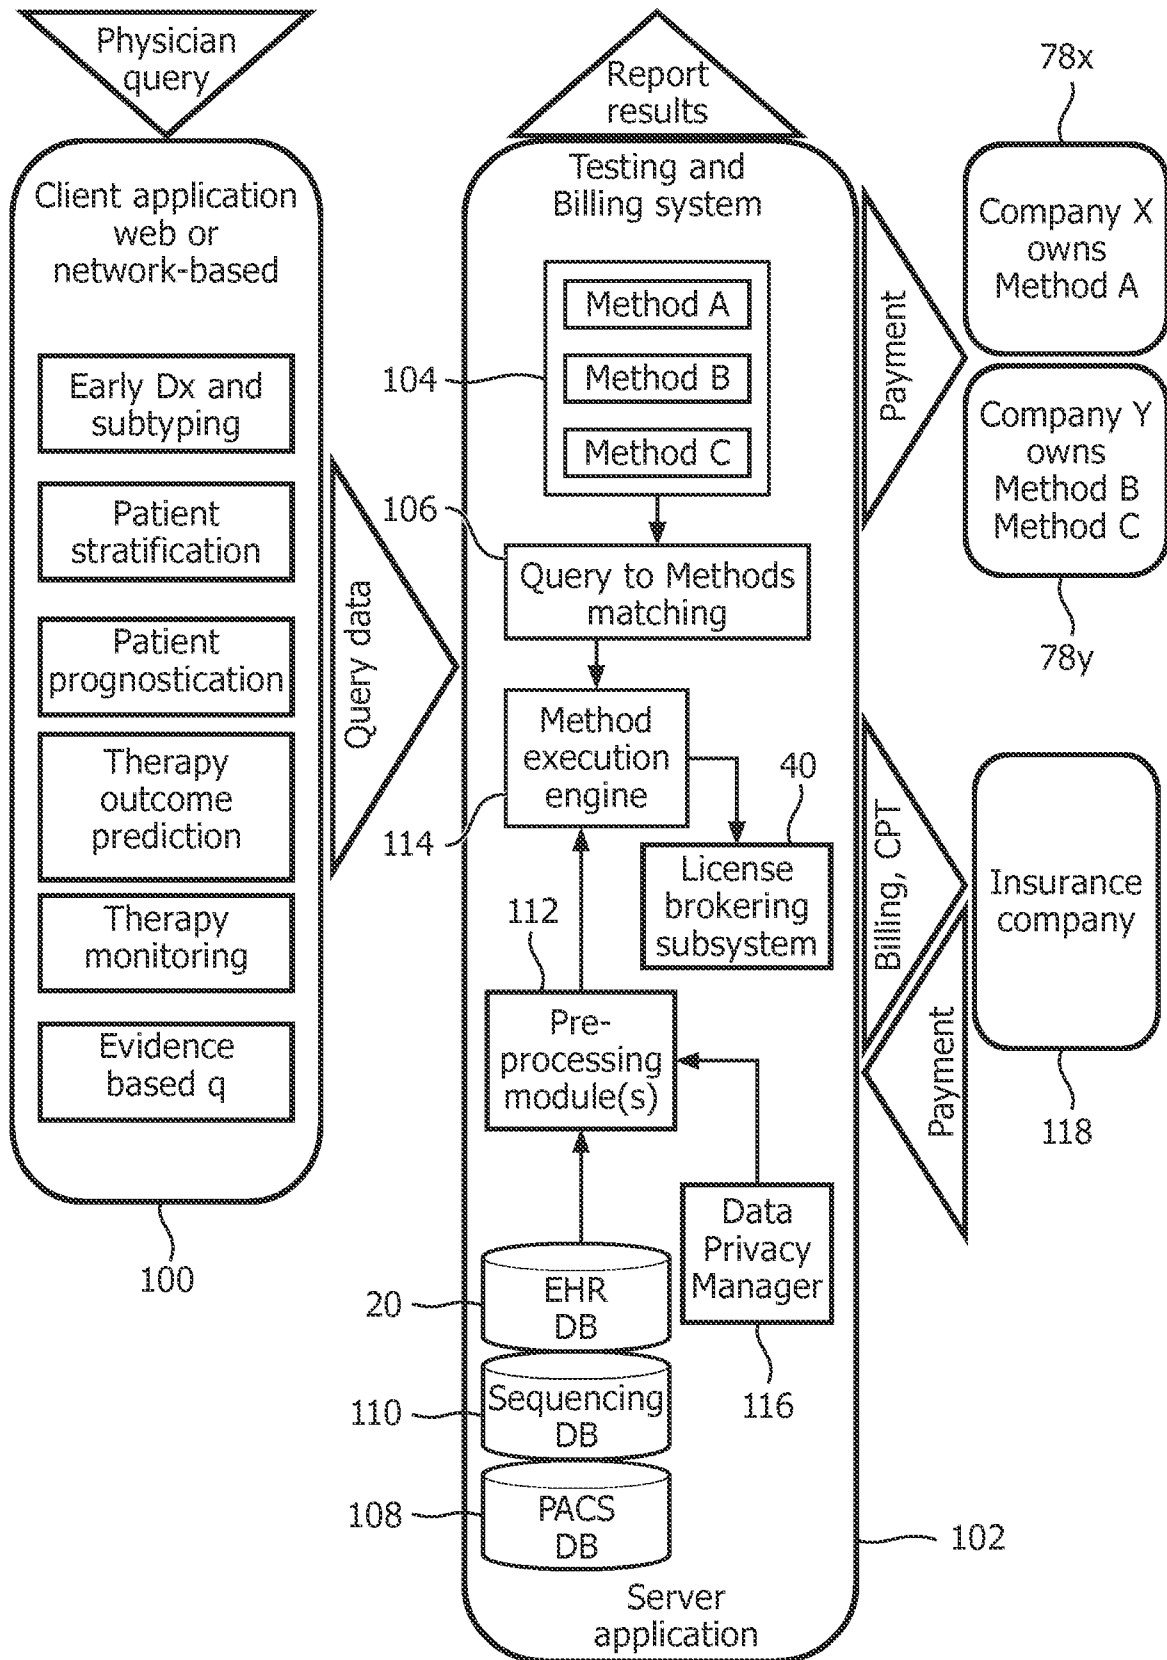 Physician
query
Client application
web or
network-based
Early Dx and
subtyping
Patient
stratification
Patient
prognostication
Therapy
outcome
prediction
Therapy
monitoring
Evidence
based q
100
Query data
Report
results
Testing and
Billing system
Method A
Method B
Method C
104
106
Query to Methods
matching
Method
execution
engine
114
40
License
brokering
subsystem
112
Pre-
processing
module(s)
Data
Privacy
Manager
116
20
EHR
DB
110
Sequencing
DB
108
PACS
DB
102
Server
application
Payment
78x
Company X
owns
Method A
Company Y
owns
Method B
Method C
78y
Billing, CPT
Payment
Insurance
company
118